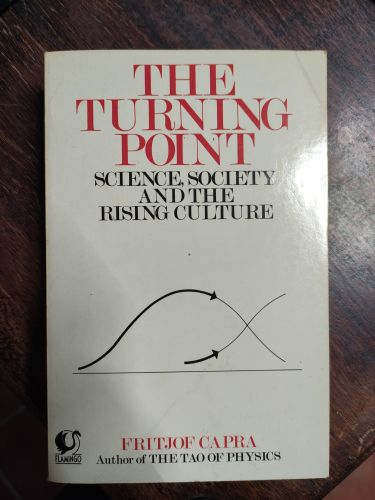 THE
TURNING
POINT
SCIENCE, SOCIETY
AND THE
RISING CULTURE
FLAMINGO
FRITJOF CAPRA
Author of THE TAO OF PHYSICS